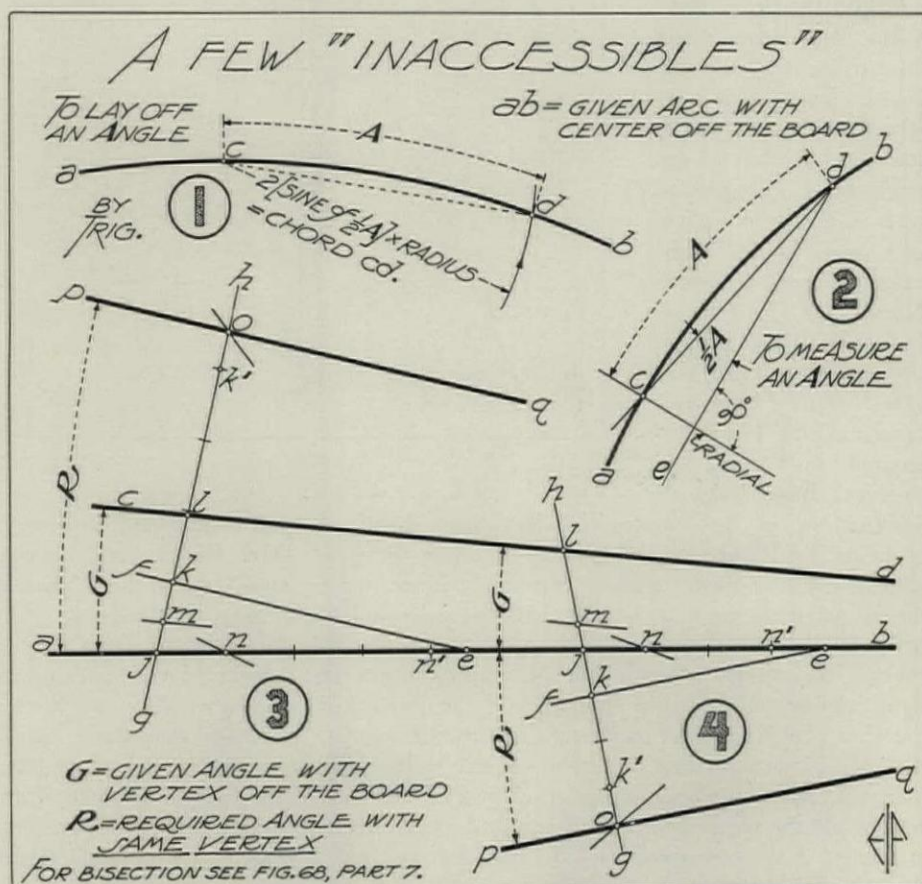 A FEW "INACCESSIBLES"
TO LAY OFF
AN ANGLE
A
ab = GIVEN ARC WITH
CENTER OFF THE BOARD
a
c
d
b
1
BY
TRIG.
2[SINE of ½A] × RADIUS
= CHORD cd.
d
b
A
2
½A
TO MEASURE
AN ANGLE
c
90°
RADIAL
a
e
h
p
o
k'
q
R
c
l
G
f
k
m
a
j
n
n'
e
g
3
h
l
d
G
m
j
n
n'
e
b
k
f
R
4
k'
o
p
g
q
G = GIVEN ANGLE WITH
VERTEX OFF THE BOARD
R = REQUIRED ANGLE WITH
SAME VERTEX
FOR BISECTION SEE FIG. 68, PART 7.